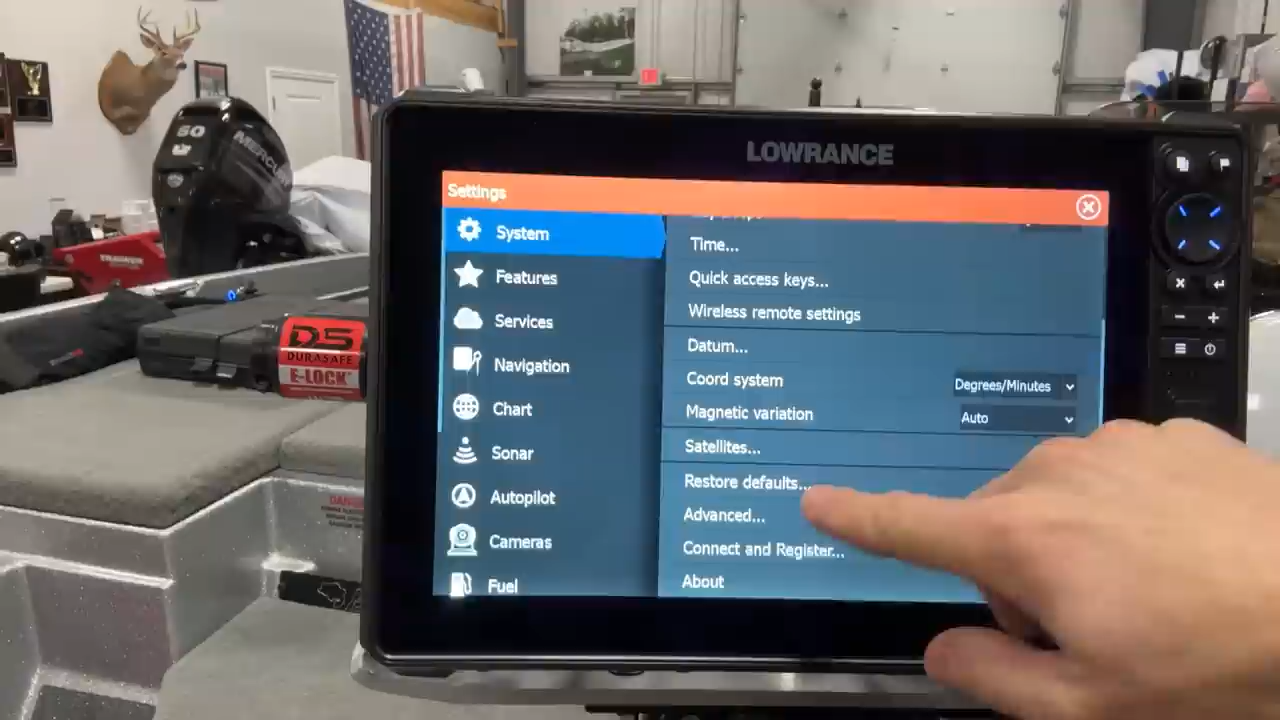 60
MERCURY
LOWRANCE
Settings
System
Features
Services
Navigation
Chart
Sonar
Autopilot
Cameras
Fuel
Time...
Quick access keys...
Wireless remote settings
Datum...
Coord system
Degrees/Minutes
Magnetic variation
Auto
Satellites...
Restore defaults...
Advanced...
Connect and Register...
About
DS
DURASAFE
E-LOCK